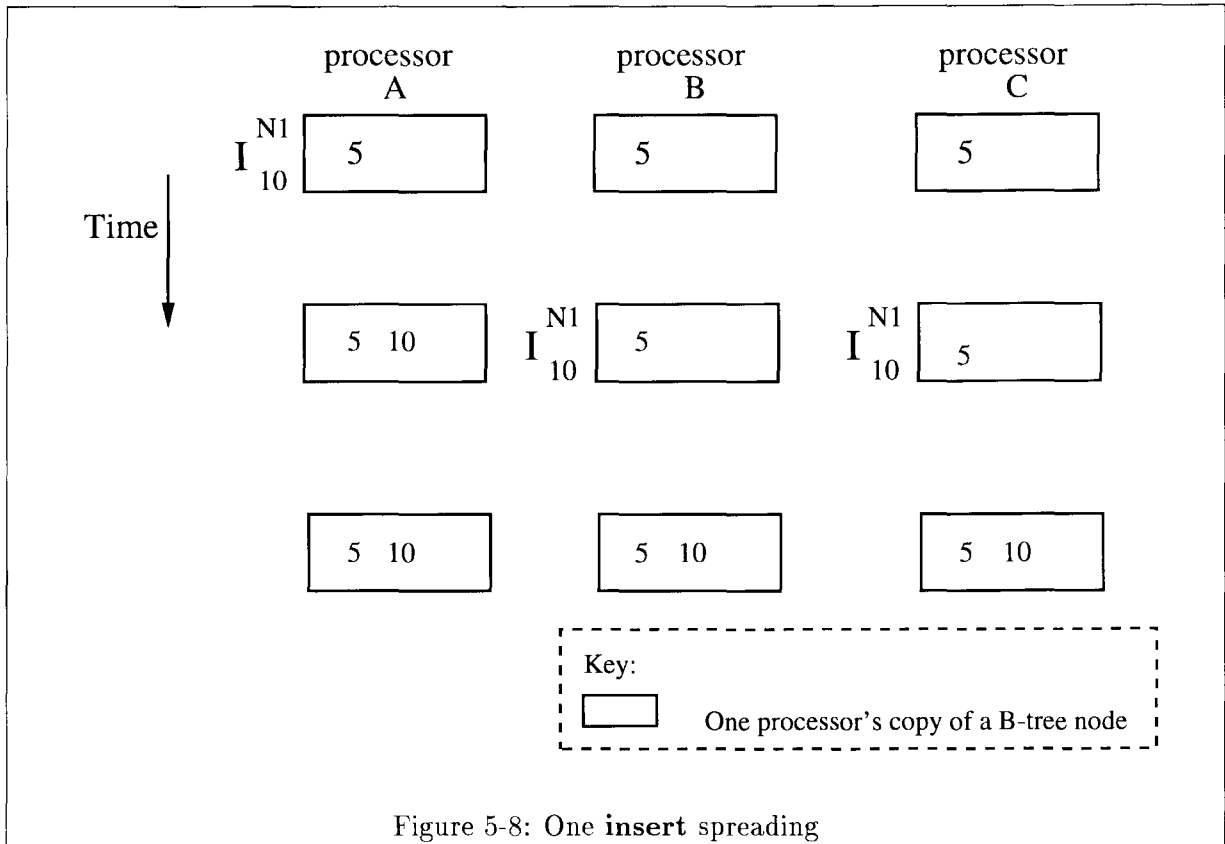 processor processor processor
A B C
I N1 10 5 5 5
Time
5 10 I N1 10 5 I N1 10 5
5 10 5 10 5 10
Key:
One processor's copy of a B-tree node
Figure 5-8: One insert spreading